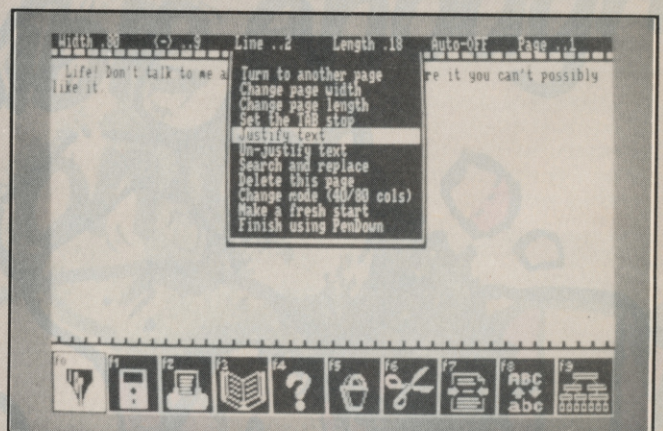 Width .80 <-> ..9 Line ..2 Length .18 Auto-OFF Page ..1
Life! Don't talk to me a re it you can't possibly
like it.
Turn to another page
Change page width
Change page length
Set the TAB stop
Justify text
Un-justify text
Search and replace
Delete this page
Change mode (40/80 cols)
Make a fresh start
Finish using PenDown
f0 f1 f2 f3 f4 f5 f6 f7 f8 f9
?
ABC
abc